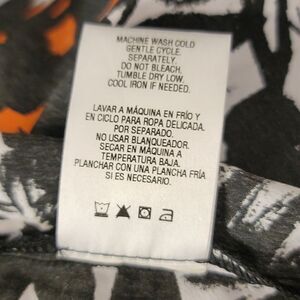 MACHINE WASH COLD
GENTLE CYCLE.
SEPARATELY.
DO NOT BLEACH.
TUMBLE DRY LOW.
COOL IRON IF NEEDED.
LAVAR A MÁQUINA EN FRÍO Y
EN CICLO PARA ROPA DELICADA.
POR SEPARADO.
NO USAR BLANQUEADOR.
SECAR EN MÁQUINA A
TEMPERATURA BAJA.
PLANCHAR CON UNA PLANCHA FRÍA
SI ES NECESARIO.